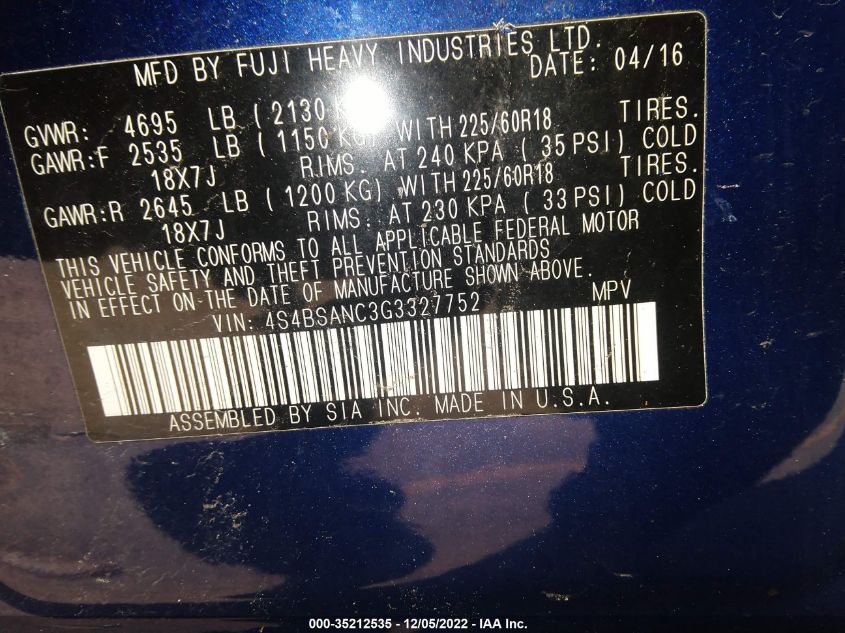 MFD BY FUJI HEAVY INDUSTRIES LTD.
DATE: 04/16
GVWR: 4695 LB (2130
GAWR:F 2535 LB (1150 KG) WITH 225/60R18 TIRES.
18X7J RIMS. AT 240 KPA (35 PSI) COLD
GAWR:R 2645 LB (1200 KG) WITH 225/60R18 TIRES.
18X7J RIMS. AT 230 KPA (33 PSI) COLD
THIS VEHICLE CONFORMS TO ALL APPLICABLE FEDERAL MOTOR
VEHICLE SAFETY AND THEFT PREVENTION STANDARDS
IN EFFECT ON THE DATE OF MANUFACTURE SHOWN ABOVE.
VIN: 4S4BSANC3G3327752 MPV
ASSEMBLED BY SIA INC. MADE IN U.S.A.
000-35212535 - 12/05/2022 - IAA Inc.